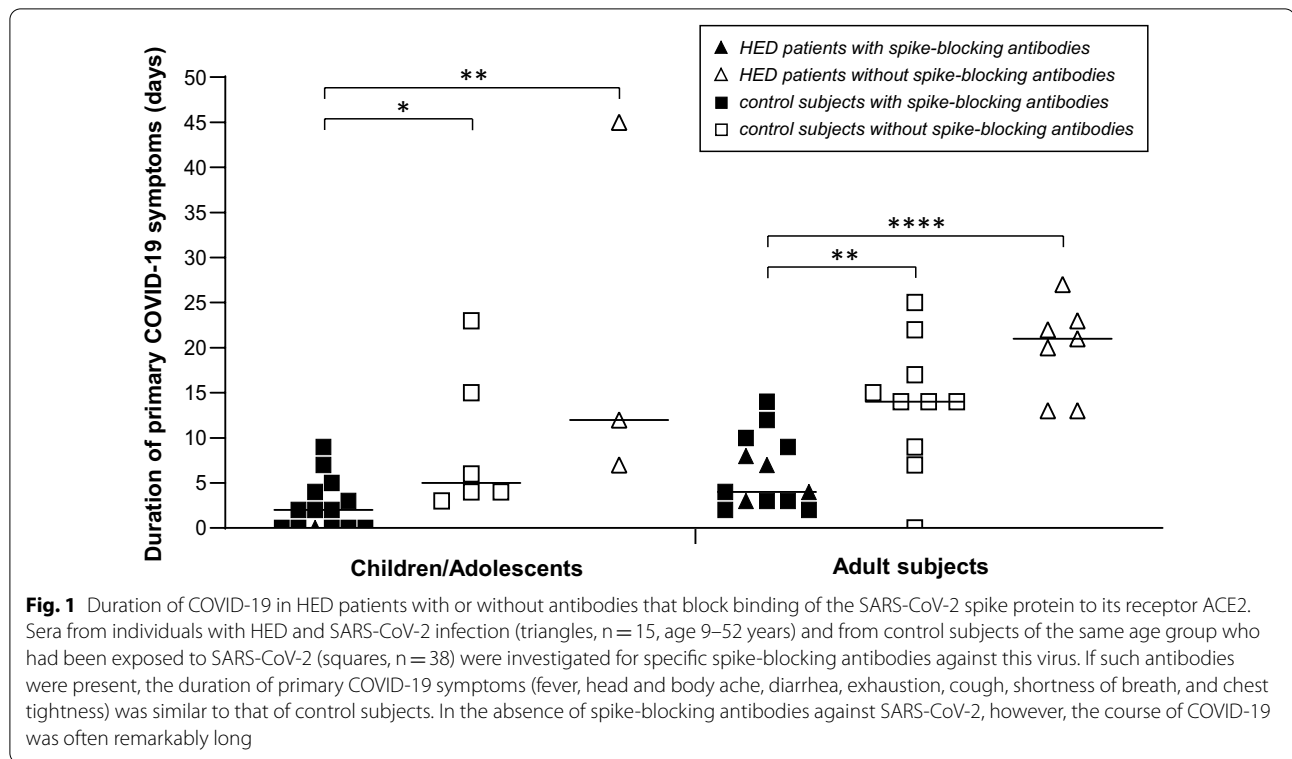 ▲ HED patients with spike-blocking antibodies
△ HED patients without spike-blocking antibodies
■ control subjects with spike-blocking antibodies
□ control subjects without spike-blocking antibodies
Duration of primary COVID-19 symptoms (days)
50
45
40
35
30
25
20
15
10
5
0
**
*
****
**
Children/Adolescents
Adult subjects
Fig. 1 Duration of COVID-19 in HED patients with or without antibodies that block binding of the SARS-CoV-2 spike protein to its receptor ACE2.
Sera from individuals with HED and SARS-CoV-2 infection (triangles, n = 15, age 9–52 years) and from control subjects of the same age group who
had been exposed to SARS-CoV-2 (squares, n = 38) were investigated for specific spike-blocking antibodies against this virus. If such antibodies
were present, the duration of primary COVID-19 symptoms (fever, head and body ache, diarrhea, exhaustion, cough, shortness of breath, and chest
tightness) was similar to that of control subjects. In the absence of spike-blocking antibodies against SARS-CoV-2, however, the course of COVID-19
was often remarkably long